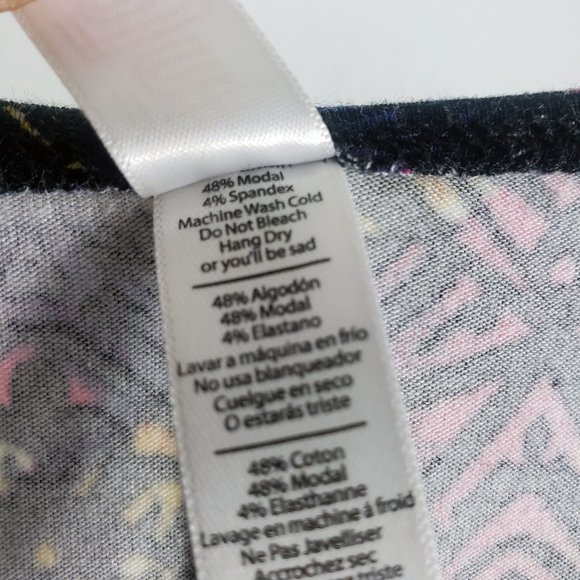 48% Modal
4% Spandex
Machine Wash Cold
Do Not Bleach
Hang Dry
or you'll be sad
48% Algodón
48% Modal
4% Elastano
Lavar a máquina en frío
No usa blanqueador
Cuelgue en seco
O estarás triste
48% Coton
48% Modal
4% Elasthanne
Lavage en machine á froid
Ne Pas Javelliser
Accrochez sec
triste